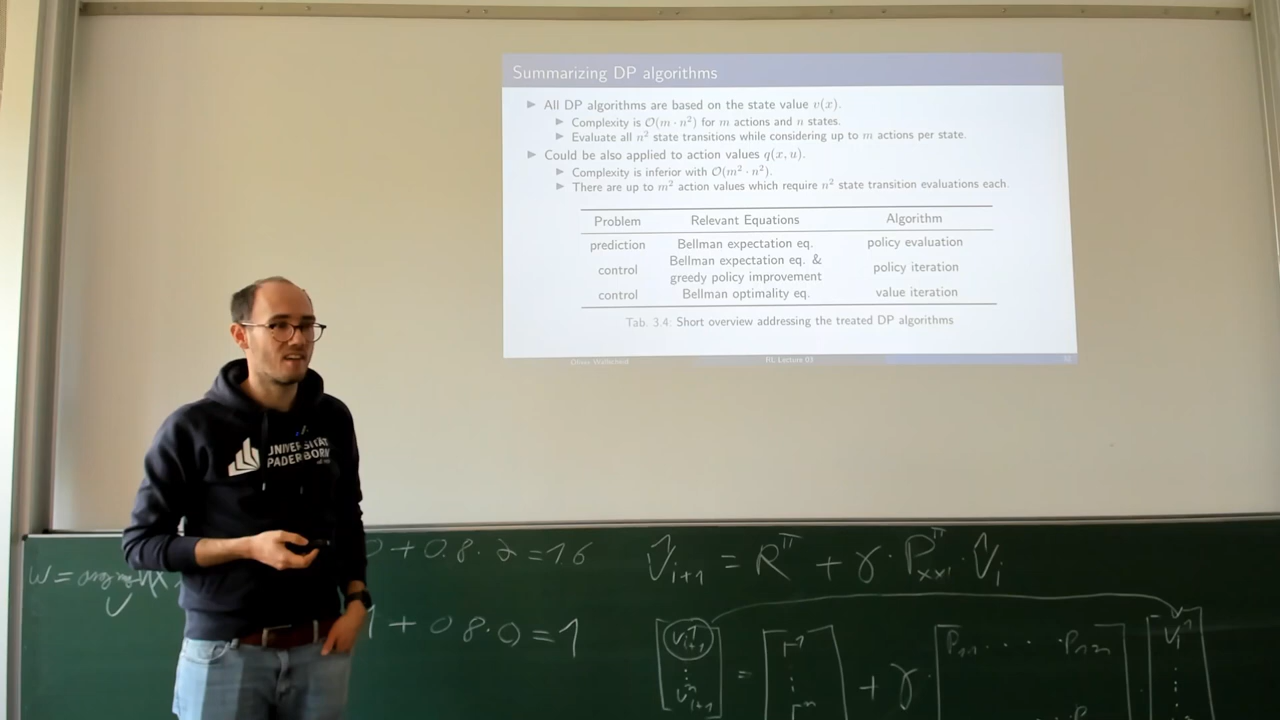 Summarizing DP algorithms
► All DP algorithms are based on the state value v(x).
► Complexity is O(m · n²) for m actions and n states.
► Evaluate all n² state transitions while considering up to m actions per state.
► Could be also applied to action values q(x, u).
► Complexity is inferior with O(m² · n²).
► There are up to m² action values which require n² state transition evaluations each.
Problem Relevant Equations Algorithm
prediction Bellman expectation eq. policy evaluation
control Bellman expectation eq. & greedy policy improvement policy iteration
control Bellman optimality eq. value iteration
Tab. 3.4: Short overview addressing the treated DP algorithms
RL Lecture 03
UNIVERSITÄT
PADERBORN
+ 0.8 · 2 = 1.6
1 + 0.8 · 0 = 1
V̂ᵢ₊₁ = R^π + γ · P^π_xx' · V̂ᵢ